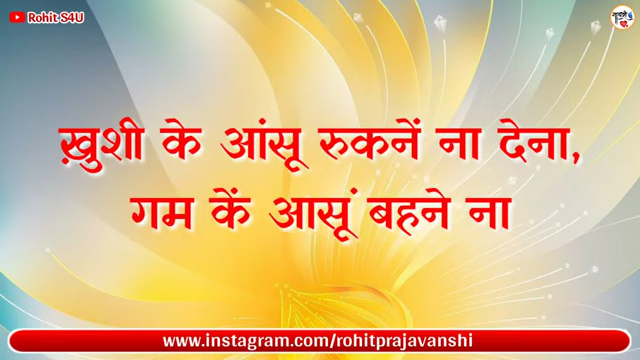 Rohit S4U
ख़ुशी के आंसू रुकनें ना देना,
गम कें आसूं बहने ना
www.instagram.com/rohitprajavanshi